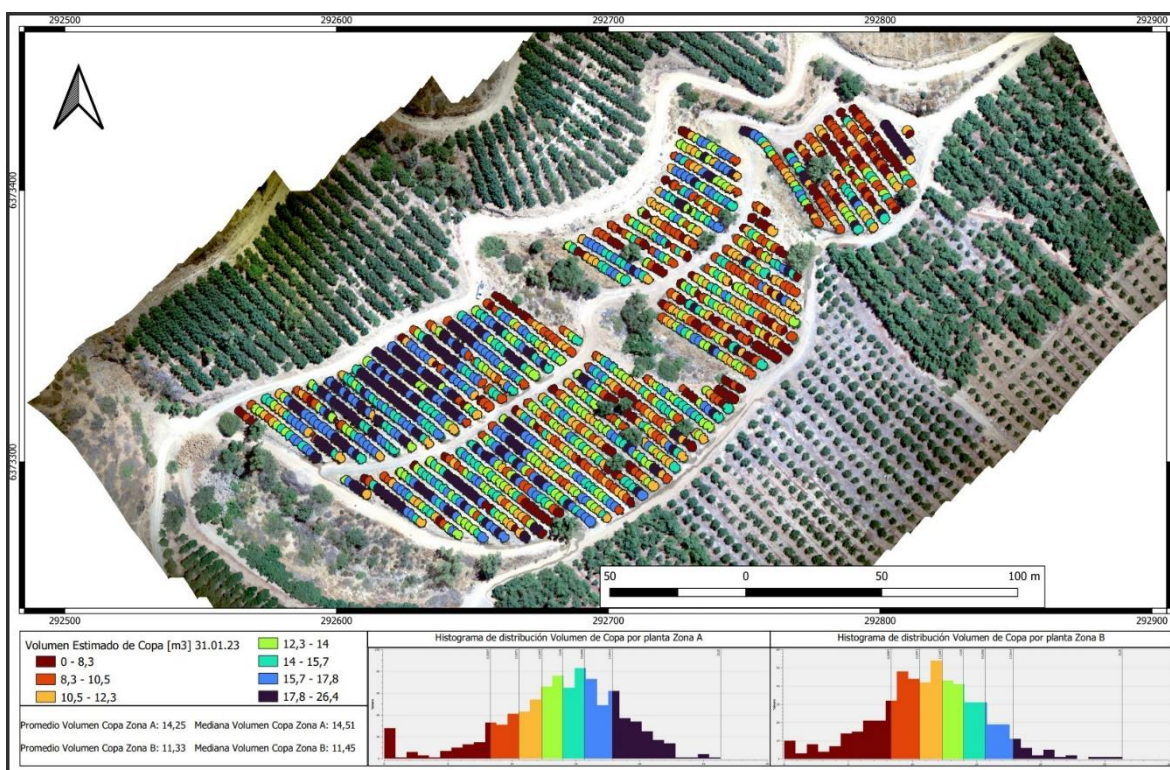 292500 292600 292700 292800 292900
6373400
6373300
50 0 50 100 m
292500 292600 292700 292800 292900
Volumen Estimado de Copa [m3] 31.01.23
0 - 8,3
8,3 - 10,5
10,5 - 12,3
12,3 - 14
14 - 15,7
15,7 - 17,8
17,8 - 26,4
Promedio Volumen Copa Zona A: 14,25 Mediana Volumen Copa Zona A: 14,51
Promedio Volumen Copa Zona B: 11,33 Mediana Volumen Copa Zona B: 11,45
Histograma de distribución Volumen de Copa por planta Zona A
Histograma de distribución Volumen de Copa por planta Zona B